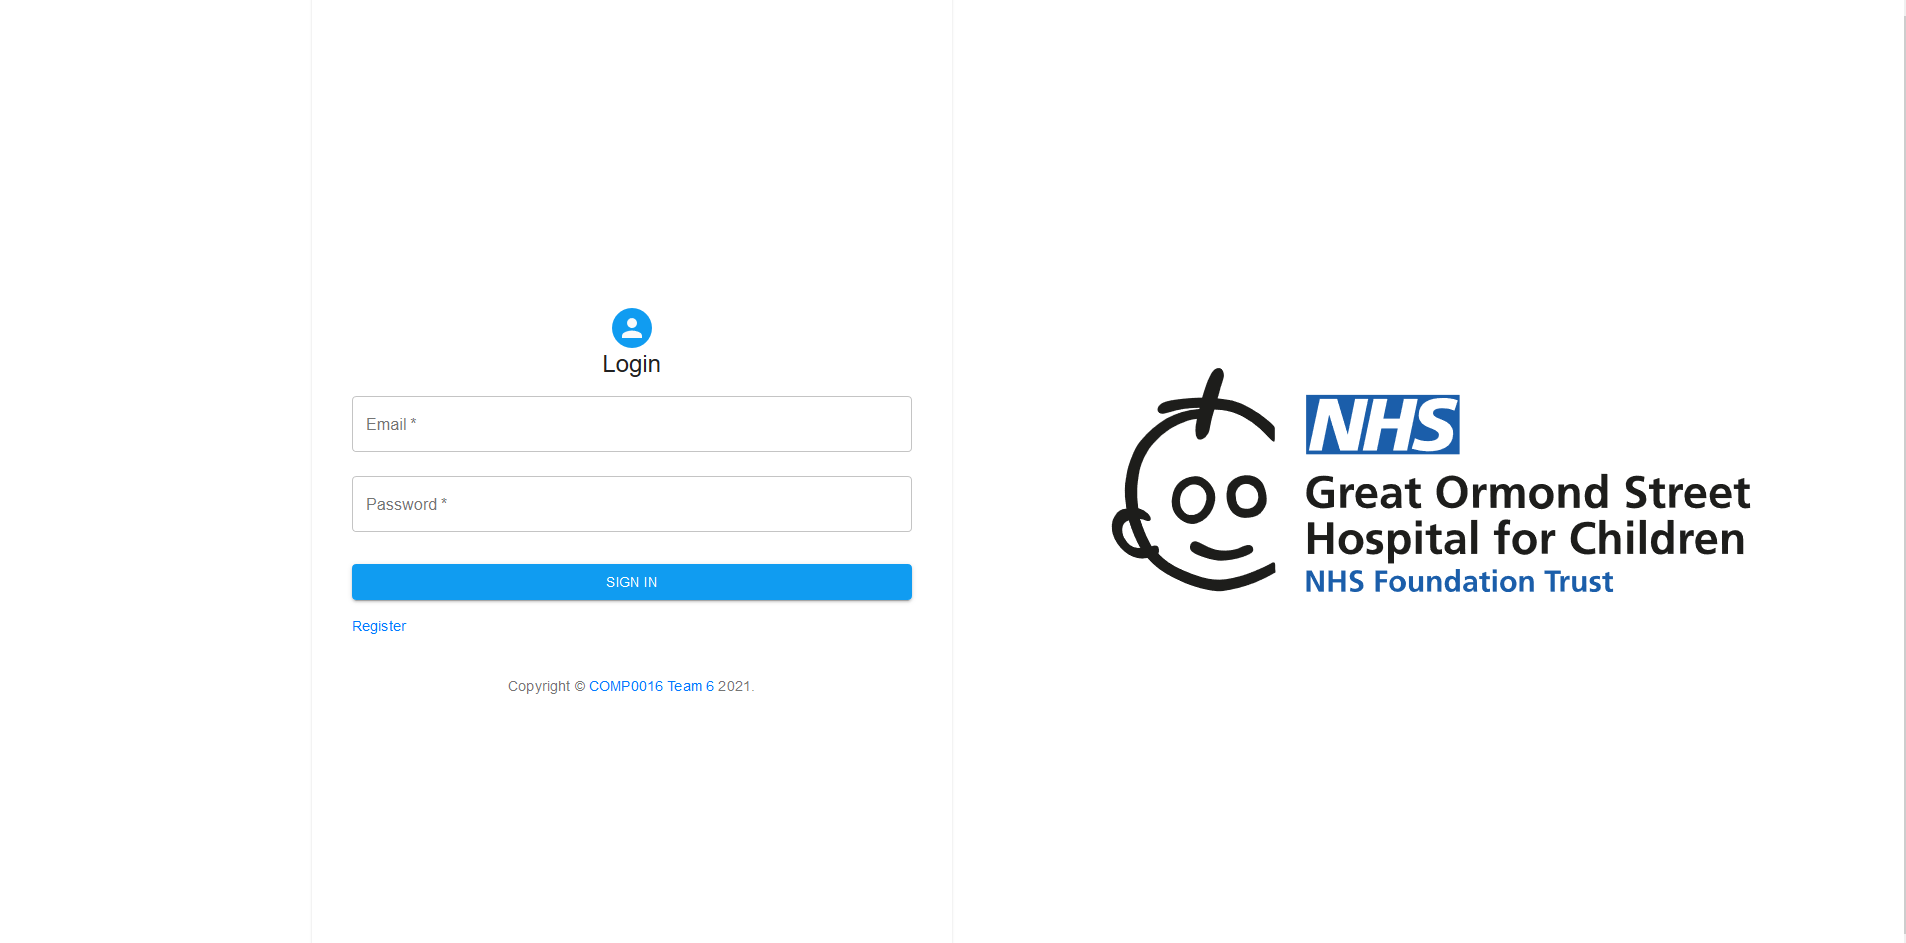 Login
Email *
Password *
SIGN IN
Register
Copyright © COMP0016 Team 6 2021.
NHS
Great Ormond Street
Hospital for Children
NHS Foundation Trust